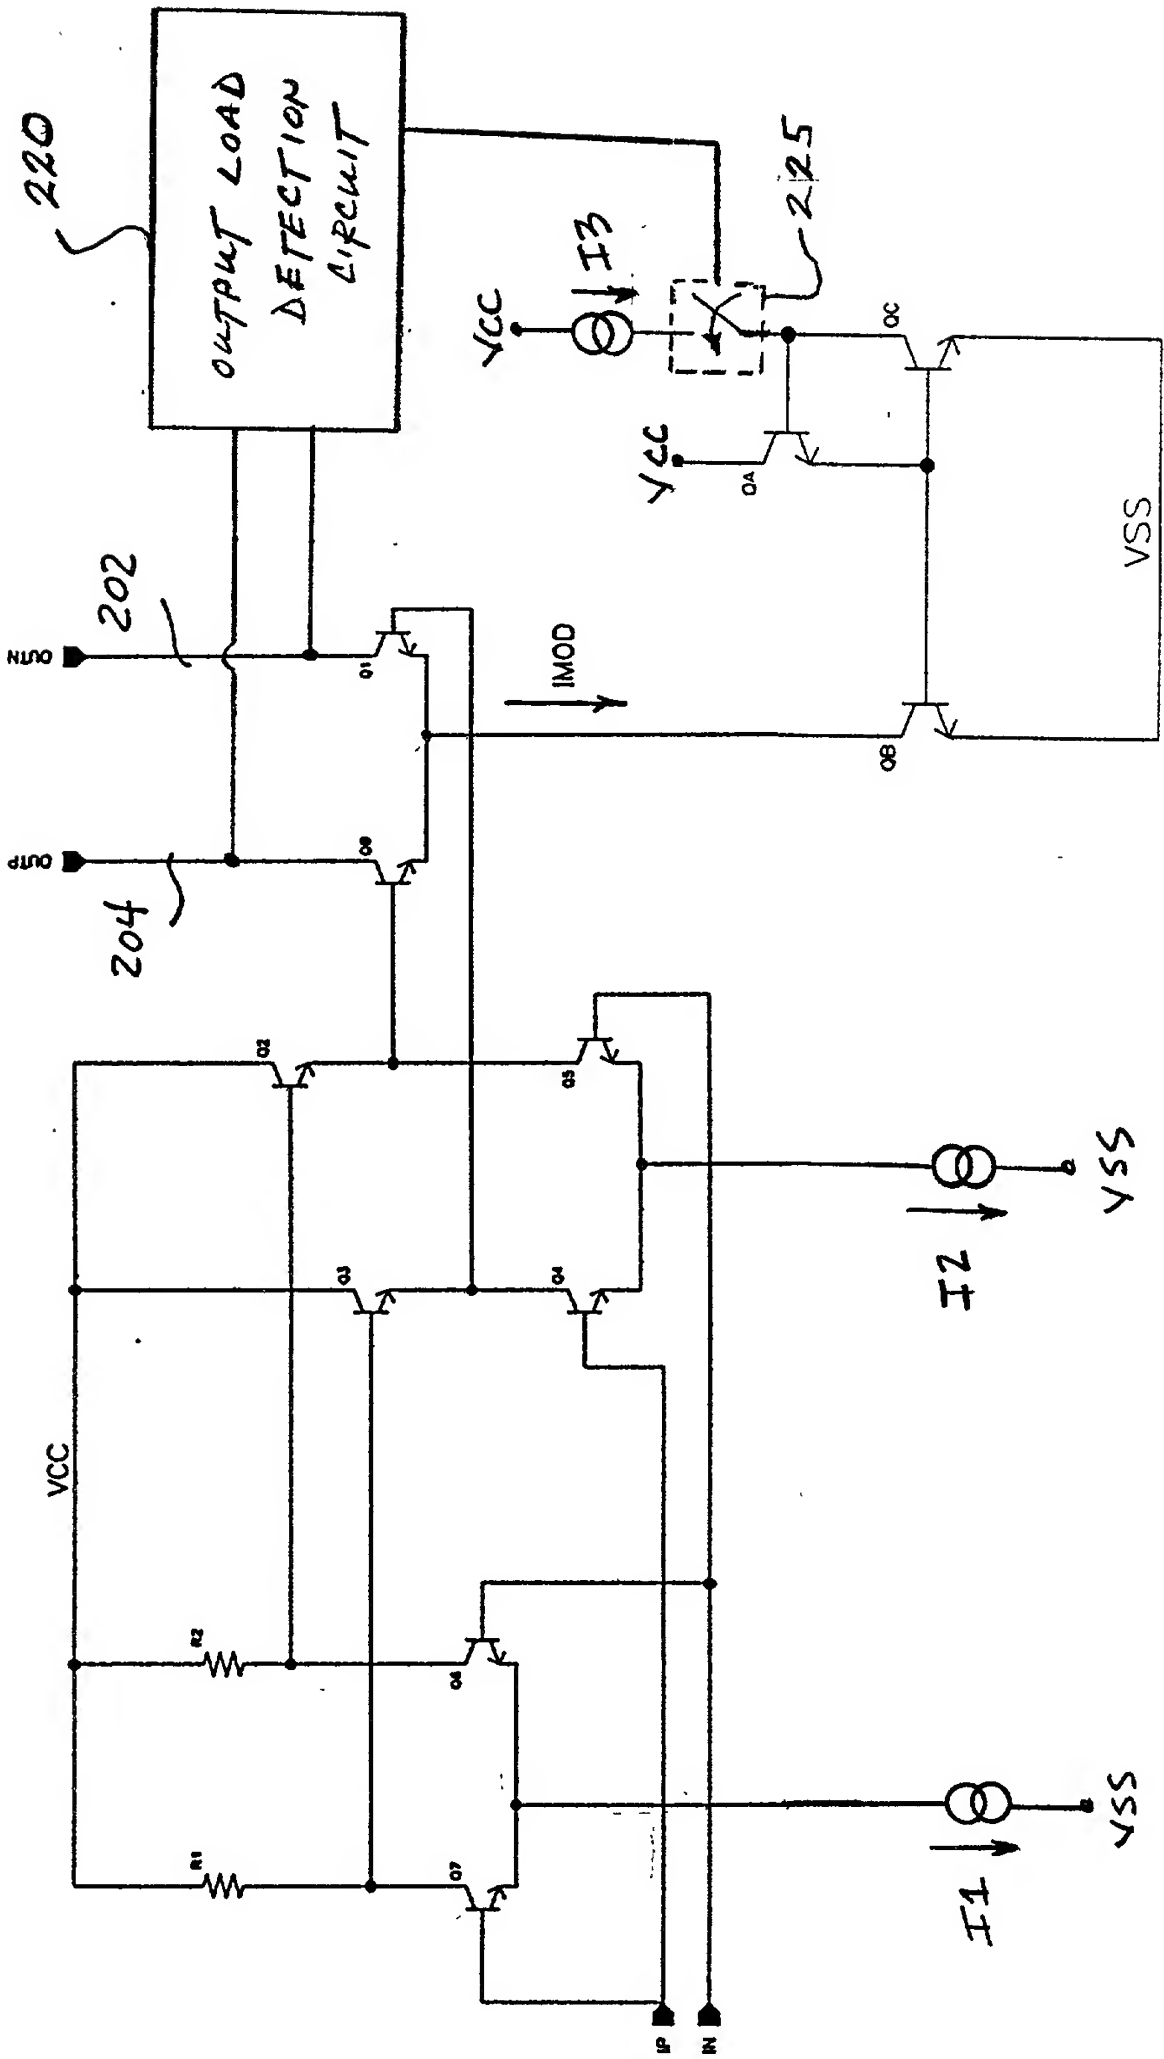 220
OUTPUT LOAD
DETECTION
CIRCUIT
OUTP
OUTN
204
202
VCC
R1
R2
Q2
Q3
Q0
Q1
VCC
I3
VCC
225
QA
QC
IMOD
Q7
Q6
Q4
Q5
QB
IP
IN
I1
VSS
I2
VSS
VSS